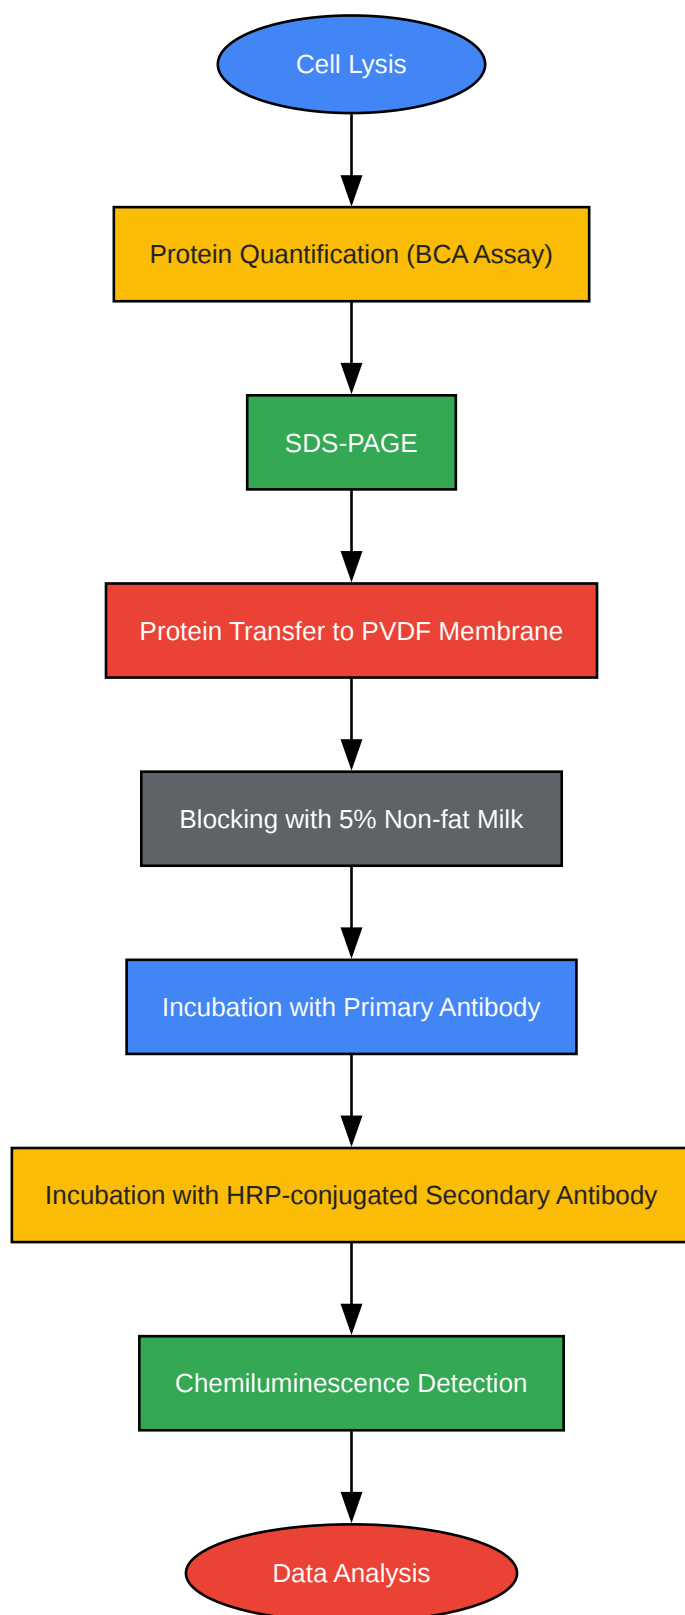 Cell Lysis
Protein Quantification (BCA Assay)
SDS-PAGE
Protein Transfer to PVDF Membrane
Blocking with 5% Non-fat Milk
Incubation with Primary Antibody
Incubation with HRP-conjugated Secondary Antibody
Chemiluminescence Detection
Data Analysis